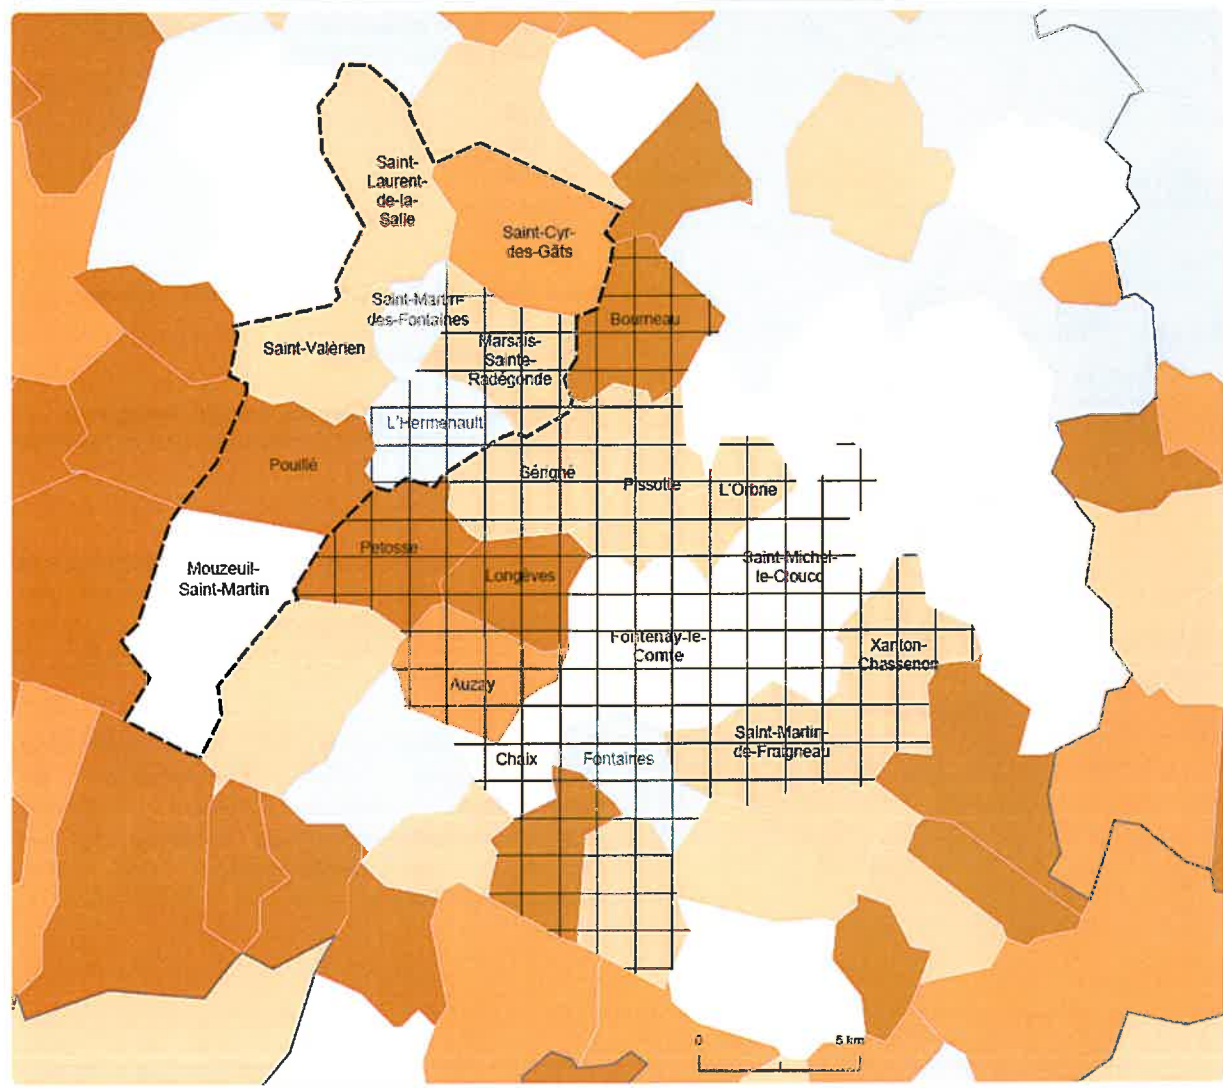 Saint-
Laurent-
de-la-
Salle
Saint-Cyr-
des-Gâts
Saint-Martin-
des-Fontaines
Bourneau
Saint-Valérien
Marsais-
Sainte-
Radégonde
L'Hermenault
Pouillé
Sérigné
Pissotte
L'Orbrie
Petosse
Longèves
Saint-Michel-
le-Cloucq
Mouzeuil-
Saint-Martin
Fontenay-le-
Comte
Xanton-
Chassenon
Auzay
Saint-Martin-
de-Fraigneau
Chaix
Fontaines
0
5 km